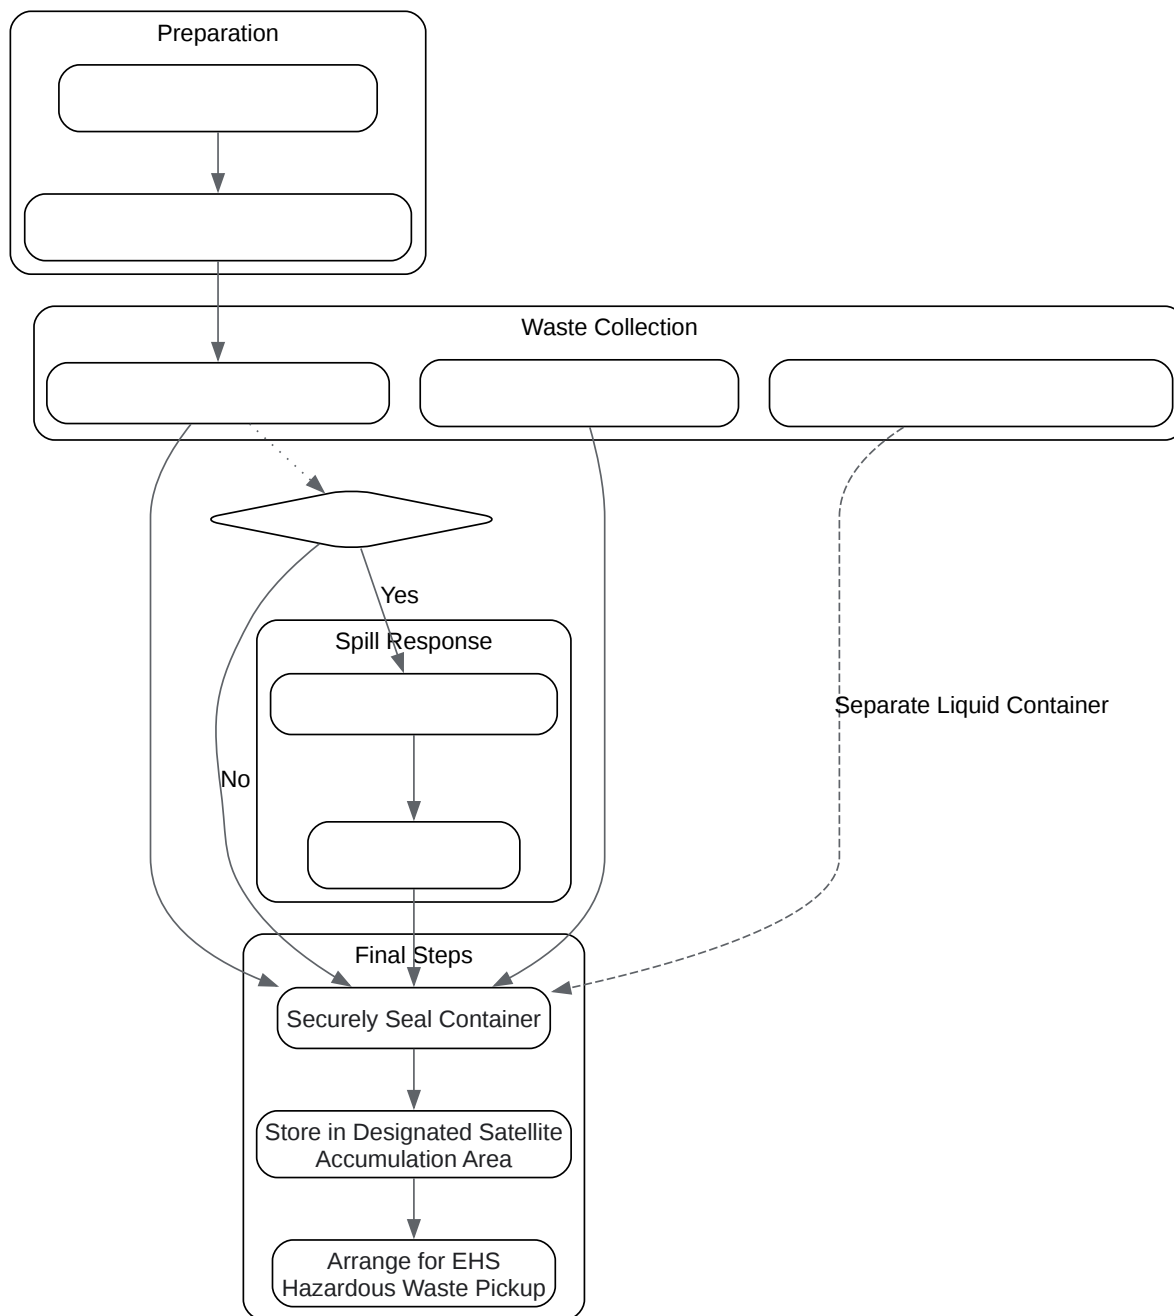 Preparation
Waste Collection
Yes
Spill Response
Separate Liquid Container
No
Final Steps
Securely Seal Container
Store in Designated Satellite
Accumulation Area
Arrange for EHS
Hazardous Waste Pickup